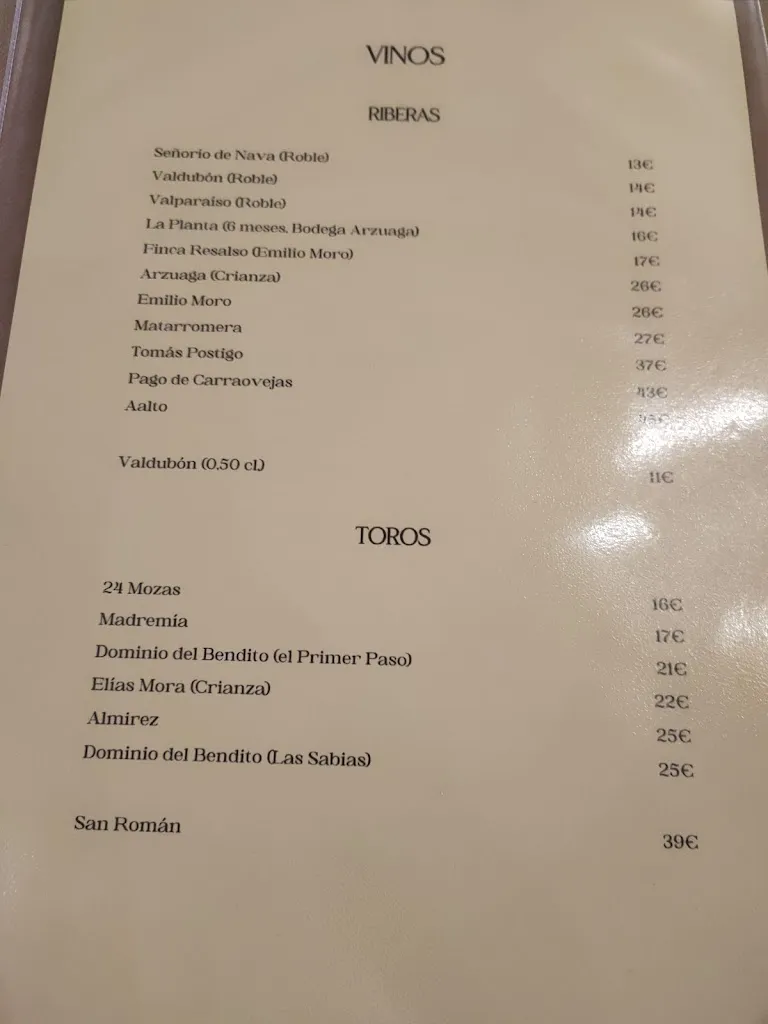 VINOS
RIBERAS
Señorio de Nava (Roble) 13€
Valdubón (Roble) 14€
Valparaíso (Roble) 14€
La Planta (6 meses, Bodega Arzuaga) 16€
Finca Resalso (Emilio Moro) 17€
Arzuaga (Crianza) 26€
Emilio Moro 26€
Matarromera 27€
Tomás Postigo 37€
Pago de Carraovejas 43€
Aalto
Valdubón (0,50 cl.) 11€
TOROS
24 Mozas 16€
Madremía 17€
Dominio del Bendito (el Primer Paso) 21€
Elías Mora (Crianza) 22€
Almirez 25€
Dominio del Bendito (Las Sabias) 25€
San Román 39€